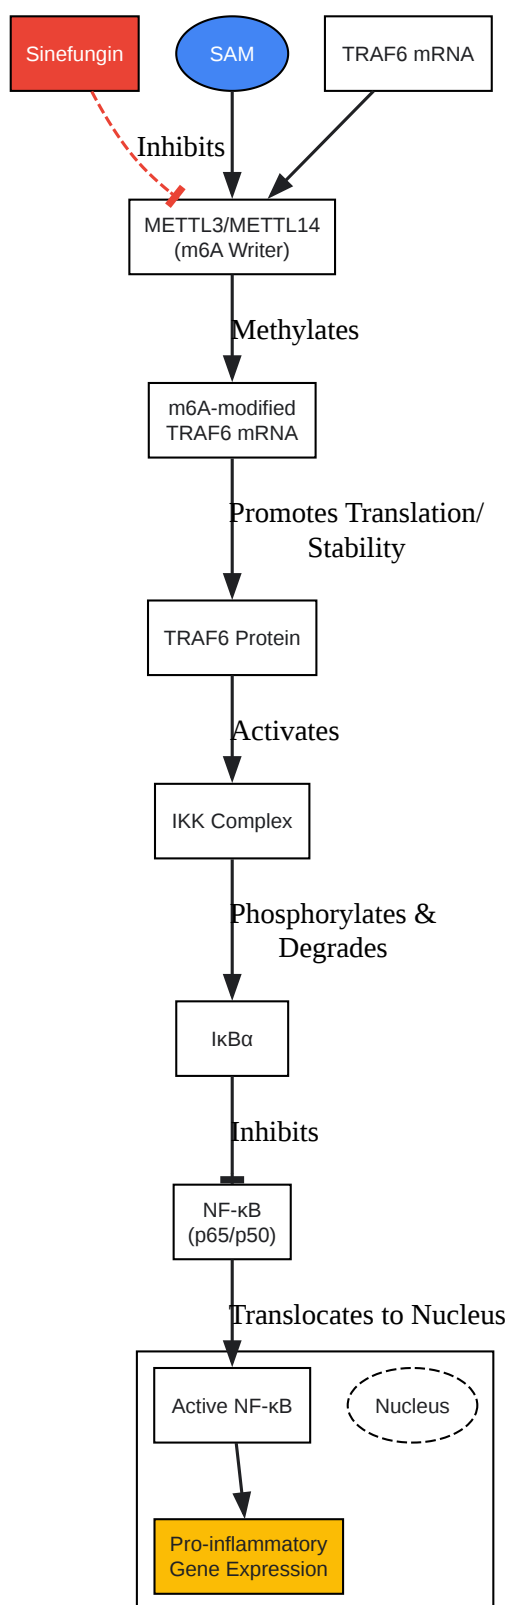 Sinefungin
SAM
TRAF6 mRNA
Inhibits
METTL3/METTL14
(m6A Writer)
Methylates
m6A-modified
TRAF6 mRNA
Promotes Translation/
Stability
TRAF6 Protein
Activates
IKK Complex
Phosphorylates &
Degrades
IκBα
Inhibits
NF-κB
(p65/p50)
Translocates to Nucleus
Active NF-κB
Nucleus
Pro-inflammatory
Gene Expression